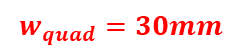 w_quad = 30mm